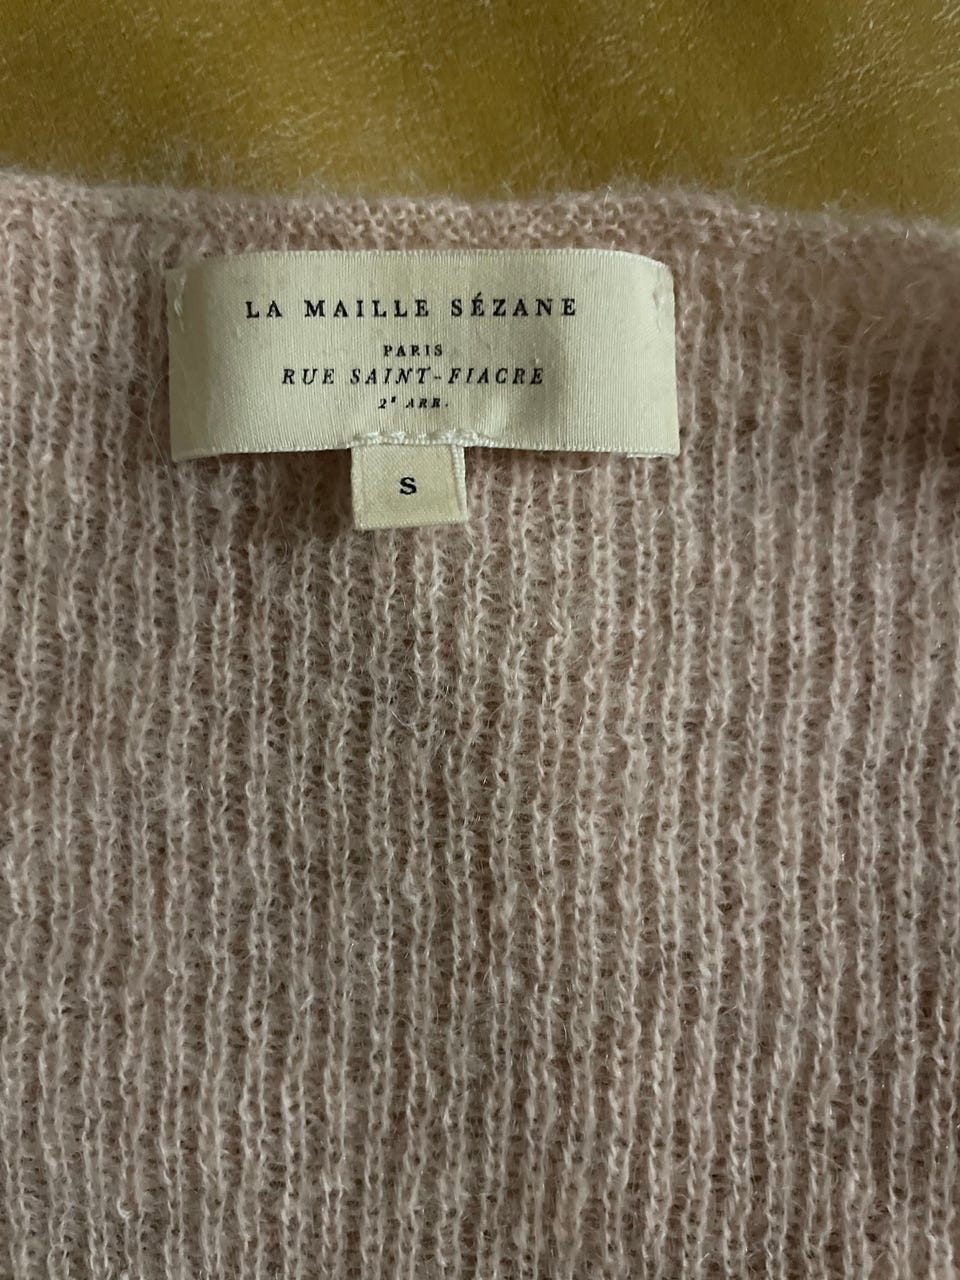 LA MAILLE SÉZANE
PARIS
RUE SAINT-FIACRE
2e ARR.
S